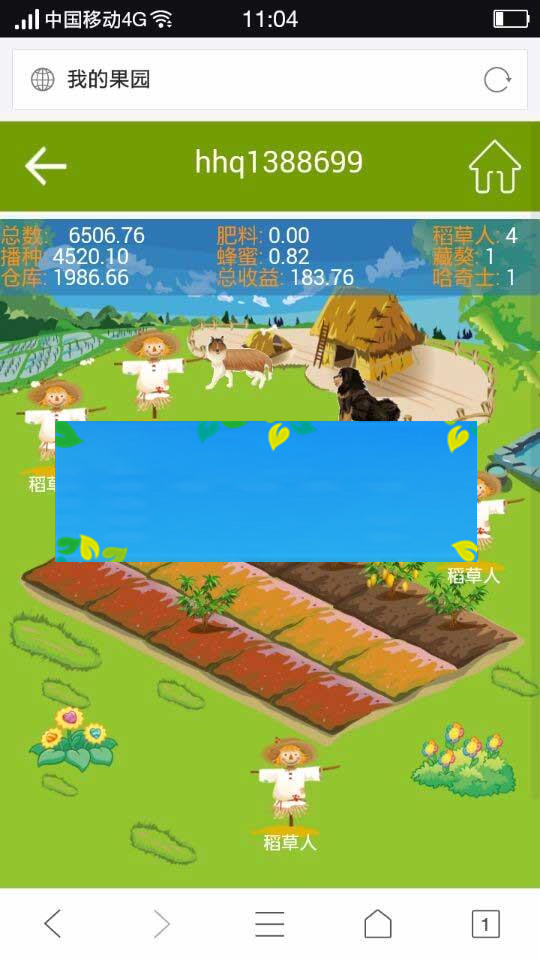 中国移动4G 11:04
我的果园
hhq1388699
总数: 6506.76 肥料: 0.00 稻草人: 4
播种 4520.10 蜂蜜: 0.82 藏獒: 1
仓库: 1986.66 总收益: 183.76 哈奇士: 1
稻草
稻草人
稻草人
1